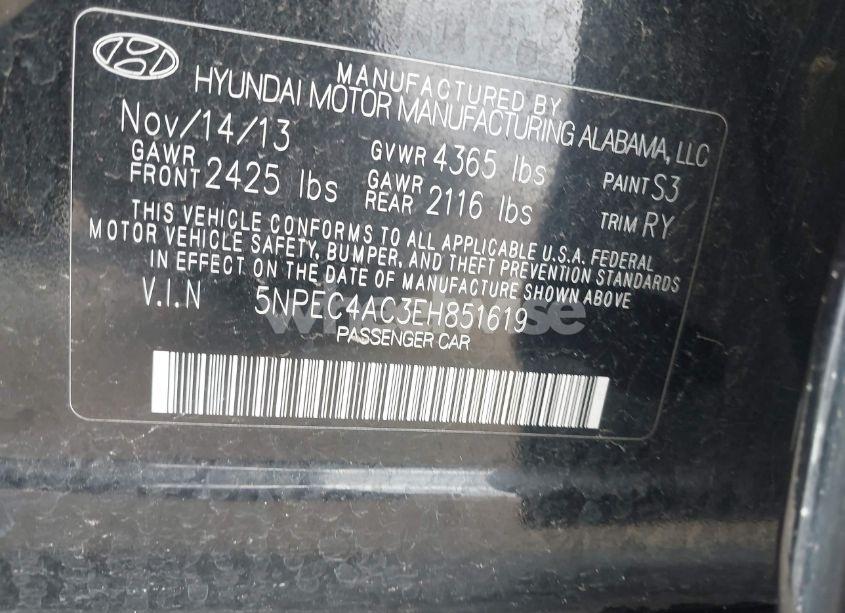 MANUFACTURED BY
HYUNDAI MOTOR MANUFACTURING ALABAMA, LLC
Nov/14/13 GVWR 4365 lbs PAINT S3
GAWR FRONT 2425 lbs GAWR REAR 2116 lbs TRIM RY
THIS VEHICLE CONFORMS TO ALL APPLICABLE U.S.A. FEDERAL
MOTOR VEHICLE SAFETY, BUMPER, AND THEFT PREVENTION STANDARDS
IN EFFECT ON THE DATE OF MANUFACTURE SHOWN ABOVE
V.I.N 5NPEC4AC3EH851619
PASSENGER CAR